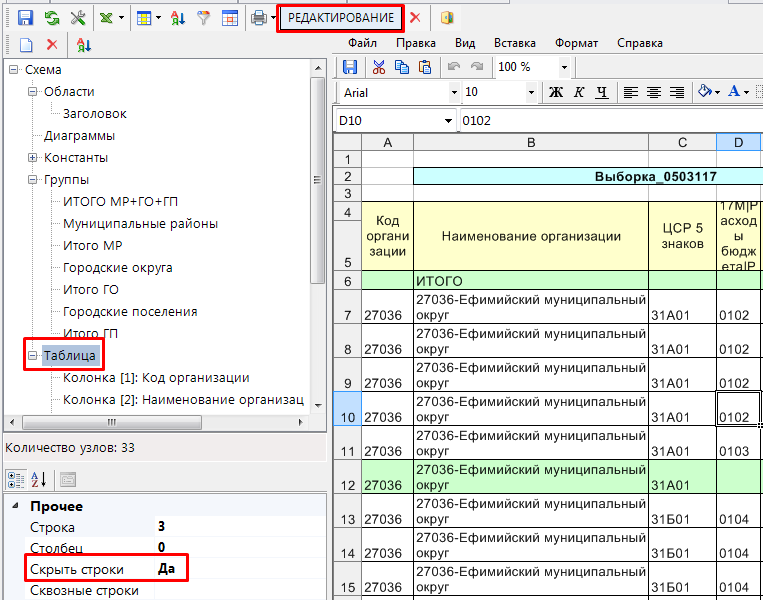 РЕДАКТИРОВАНИЕ
Схема
Области
Заголовок
Диаграммы
Константы
Группы
ИТОГО МР+ГО+ГП
Муниципальные районы
Итого МР
Городские округа
Итого ГО
Городские поселения
Итого ГП
Таблица
Колонка [1]: Код организации
Колонка [2]: Наименование организац
Количество узлов: 33
Прочее
Строка 3
Столбец 0
Скрыть строки Да
Сквозные строки
Файл Правка Вид Вставка Формат Справка
100 %
Arial 10 Ж К Ч А
D10 0102
A B C D
1
2 Выборка_0503117
3
4
5
Код
органи
зации
Наименование организации
ЦСР 5
знаков
17М|Р
асход
ы
бюдж
ета|Р
6 ИТОГО
27036-Ефимийский муниципальный
7 27036 округ 31А01 0102
27036-Ефимийский муниципальный
8 27036 округ 31А01 0102
27036-Ефимийский муниципальный
9 27036 округ 31А01 0102
27036-Ефимийский муниципальный
10 27036 округ 31А01 0102
27036-Ефимийский муниципальный
11 27036 округ 31А01 0103
27036-Ефимийский муниципальный
12 27036 округ 31А01
27036-Ефимийский муниципальный
13 27036 округ 31Б01 0104
27036-Ефимийский муниципальный
14 27036 округ 31Б01 0104
27036-Ефимийский муниципальный
15 27036 округ 31Б01 0104